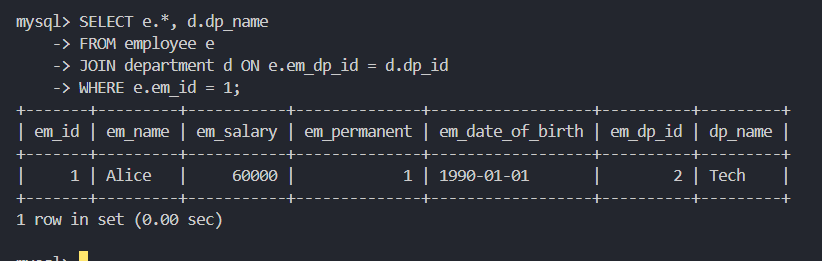 mysql> SELECT e.*, d.dp_name
    -> FROM employee e
    -> JOIN department d ON e.em_dp_id = d.dp_id
    -> WHERE e.em_id = 1;
+-------+---------+-----------+--------------+------------------+----------+---------+
| em_id | em_name | em_salary | em_permanent | em_date_of_birth | em_dp_id | dp_name |
+-------+---------+-----------+--------------+------------------+----------+---------+
|     1 | Alice   |     60000 |            1 | 1990-01-01       |        2 | Tech    |
+-------+---------+-----------+--------------+------------------+----------+---------+
1 row in set (0.00 sec)

mysql>